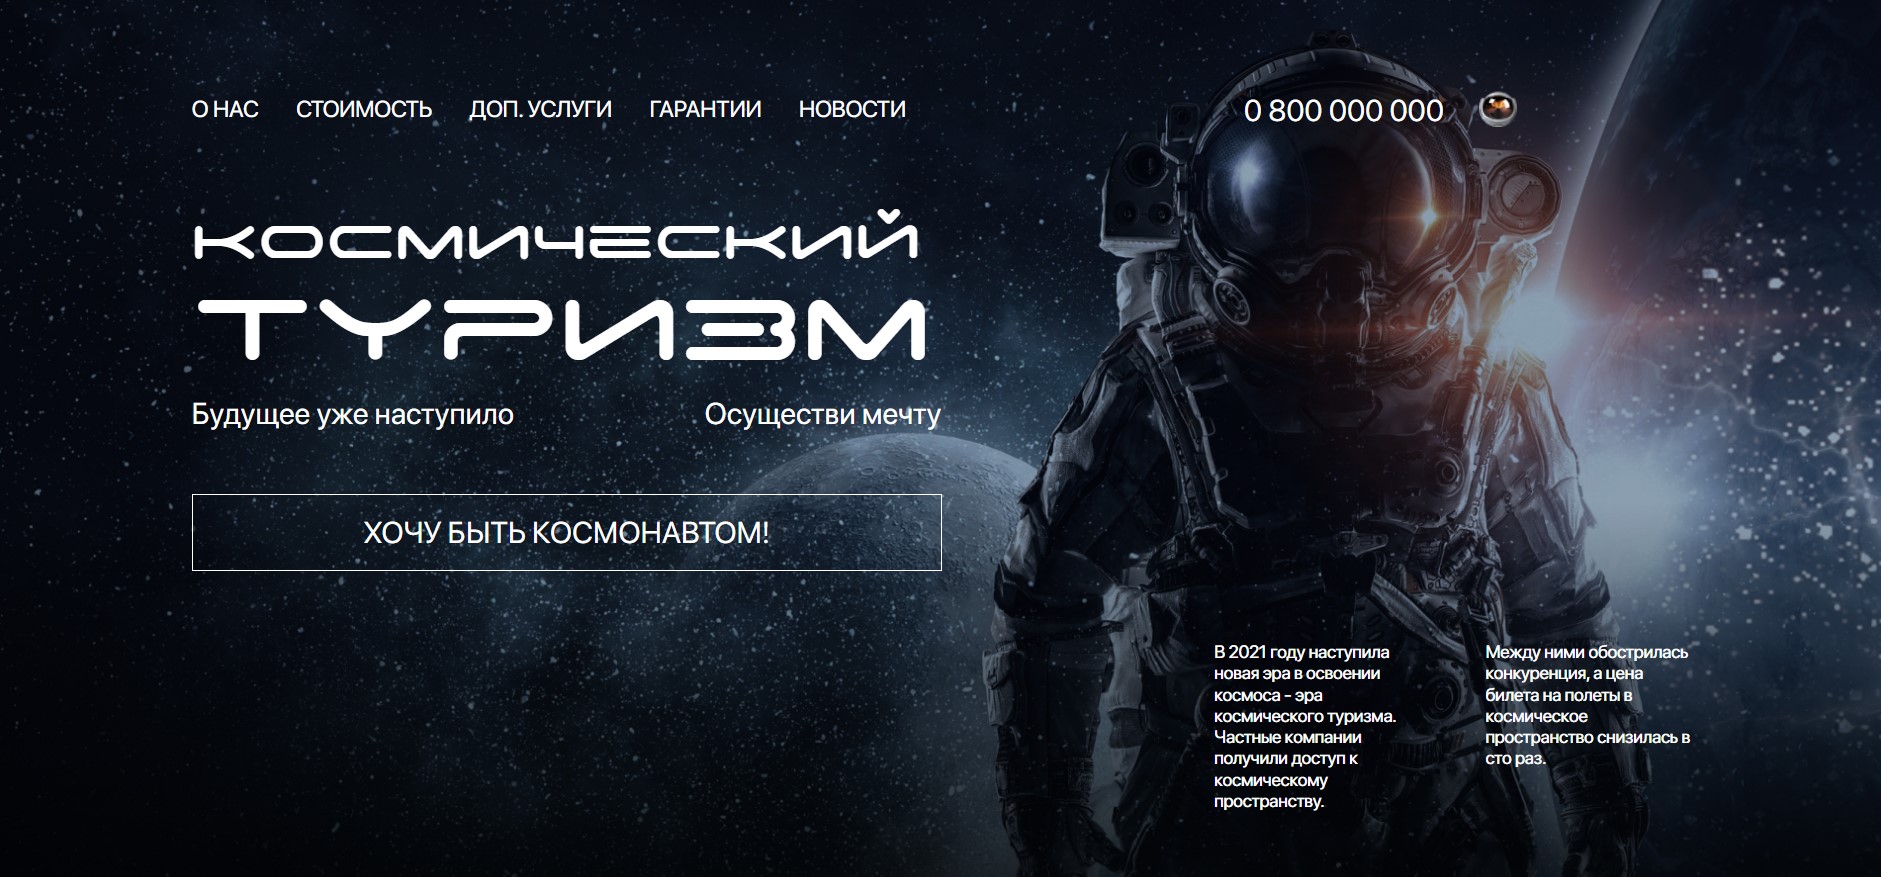 О НАС СТОИМОСТЬ ДОП. УСЛУГИ ГАРАНТИИ НОВОСТИ 0 800 000 000
КОСМИЧЕСКИЙ
ТУРИЗМ
Будущее уже наступило Осуществи мечту
ХОЧУ БЫТЬ КОСМОНАВТОМ!
В 2021 году наступила
новая эра в освоении
космоса - эра
космического туризма.
Частные компании
получили доступ к
космическому
пространству.
Между ними обострилась
конкуренция, а цена
билета на полеты в
космическое
пространство снизилась в
сто раз.